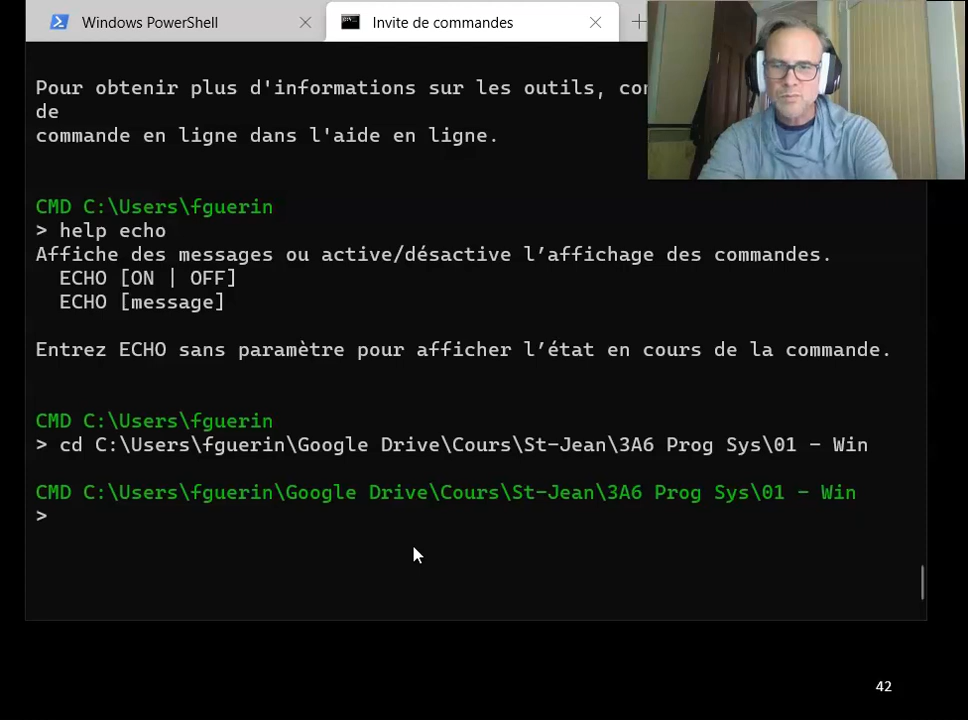 Windows PowerShell
Invite de commandes
Pour obtenir plus d'informations sur les outils,
de
commande en ligne dans l'aide en ligne.
CMD C:\Users\fguerin
> help echo
Affiche des messages ou active/désactive l’affichage des commandes.
ECHO [ON | OFF]
ECHO [message]
Entrez ECHO sans paramètre pour afficher l’état en cours de la commande.
CMD C:\Users\fguerin
> cd C:\Users\fguerin\Google Drive\Cours\St-Jean\3A6 Prog Sys\01 - Win
CMD C:\Users\fguerin\Google Drive\Cours\St-Jean\3A6 Prog Sys\01 - Win
>
42